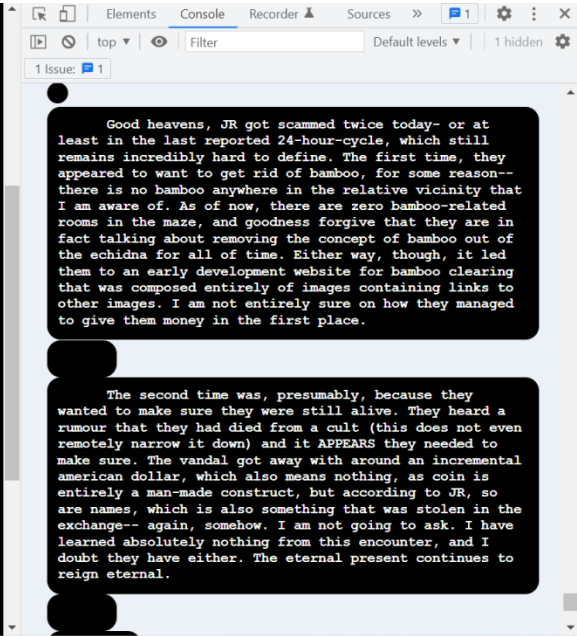 Elements Console Recorder Sources » 1
top ▼ Filter Default levels ▼ 1 hidden
1 Issue: 1
Good heavens, JR got scammed twice today- or at
least in the last reported 24-hour-cycle, which still
remains incredibly hard to define. The first time, they
appeared to want to get rid of bamboo, for some reason--
there is no bamboo anywhere in the relative vicinity that
I am aware of. As of now, there are zero bamboo-related
rooms in the maze, and goodness forgive that they are in
fact talking about removing the concept of bamboo out of
the echidna for all of time. Either way, though, it led
them to an early development website for bamboo clearing
that was composed entirely of images containing links to
other images. I am not entirely sure on how they managed
to give them money in the first place.
The second time was, presumably, because they
wanted to make sure they were still alive. They heard a
rumour that they had died from a cult (this does not even
remotely narrow it down) and it APPEARS they needed to
make sure. The vandal got away with around an incremental
american dollar, which also means nothing, as coin is
entirely a man-made construct, but according to JR, so
are names, which is also something that was stolen in the
exchange-- again, somehow. I am not going to ask. I have
learned absolutely nothing from this encounter, and I
doubt they have either. The eternal present continues to
reign eternal.